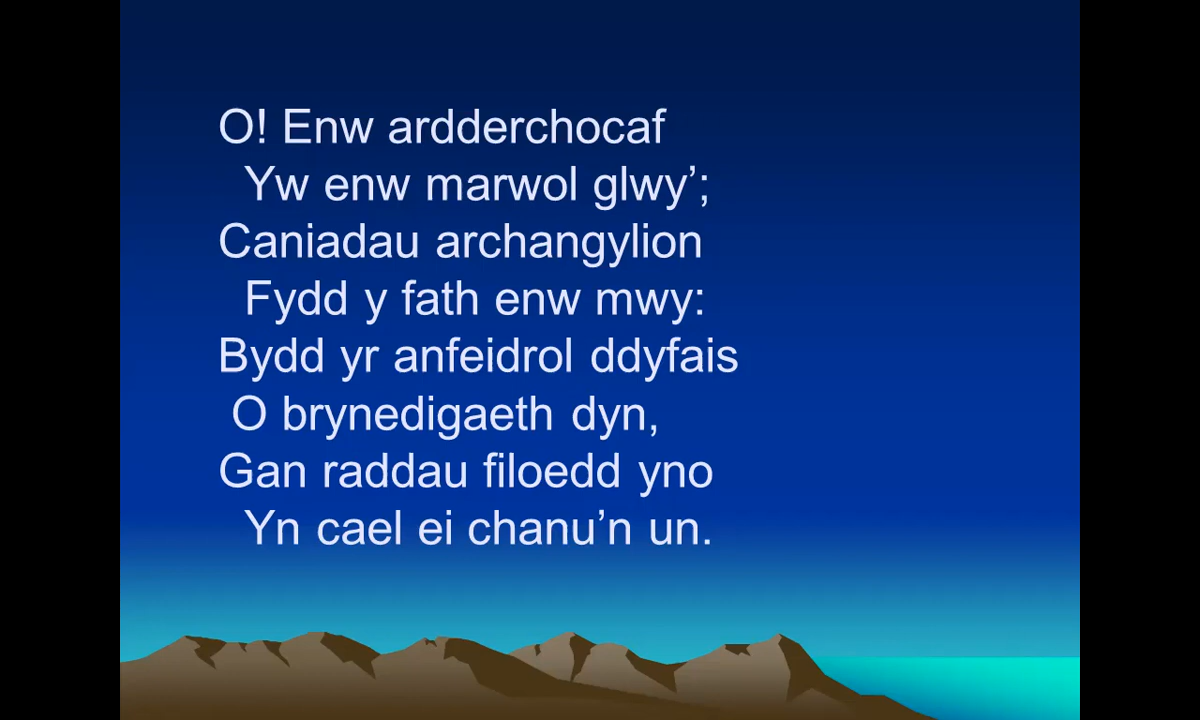 O! Enw ardderchocaf
Yw enw marwol glwy’;
Caniadau archangylion
Fydd y fath enw mwy:
Bydd yr anfeidrol ddyfais
O brynedigaeth dyn,
Gan raddau filoedd yno
Yn cael ei chanu’n un.